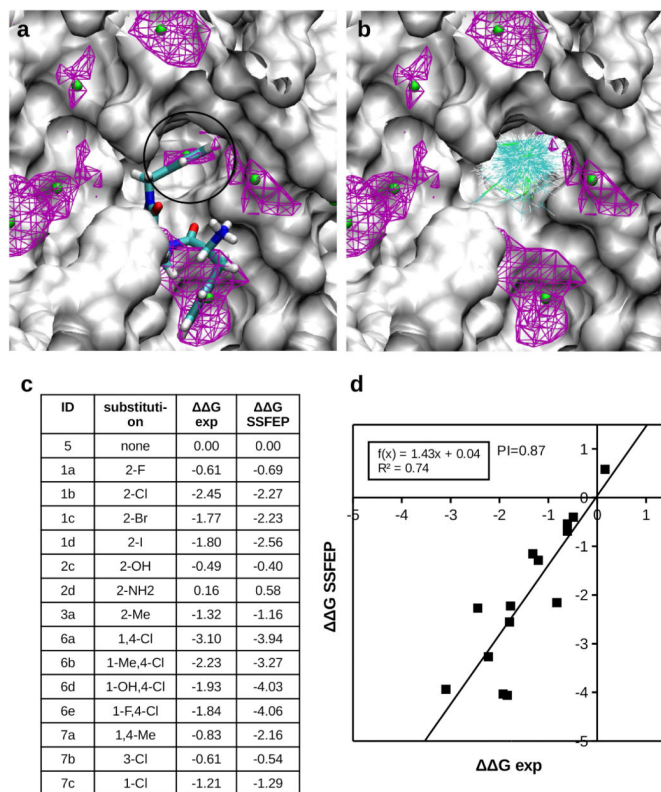 a
b
c
ID substituti-on ΔΔG exp ΔΔG SSFEP
5 none 0.00 0.00
1a 2-F -0.61 -0.69
1b 2-Cl -2.45 -2.27
1c 2-Br -1.77 -2.23
1d 2-I -1.80 -2.56
2c 2-OH -0.49 -0.40
2d 2-NH2 0.16 0.58
3a 2-Me -1.32 -1.16
6a 1,4-Cl -3.10 -3.94
6b 1-Me,4-Cl -2.23 -3.27
6d 1-OH,4-Cl -1.93 -4.03
6e 1-F,4-Cl -1.84 -4.06
7a 1,4-Me -0.83 -2.16
7b 3-Cl -0.61 -0.54
7c 1-Cl -1.21 -1.29
d
f(x) = 1.43x + 0.04
R² = 0.74
PI=0.87
1
0
-5 -4 -3 -2 -1 0 1
-1
-2
-3
-4
-5
ΔΔG SSFEP
ΔΔG exp